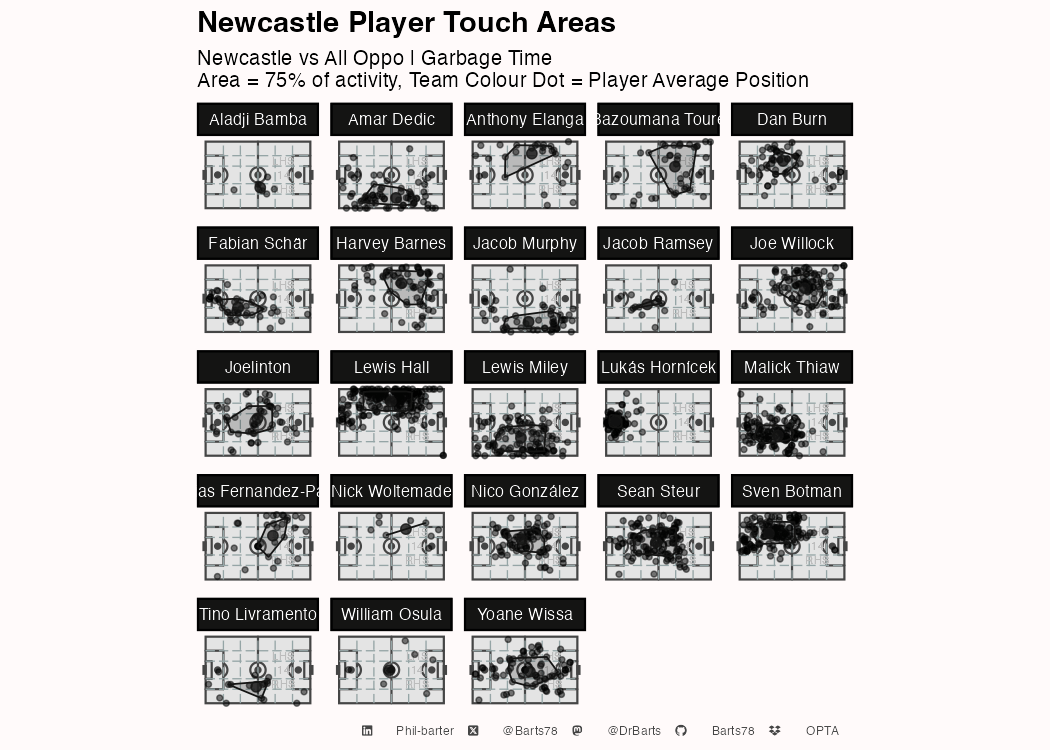 Newcastle Player Touch Areas
Newcastle vs All Oppo | Garbage Time
Area = 75% of activity, Team Colour Dot = Player Average Position
Aladji Bamba Amar Dedic Anthony Elanga Bazoumana Toure Dan Burn
Fabian Schär Harvey Barnes Jacob Murphy Jacob Ramsey Joe Willock
Joelinton Lewis Hall Lewis Miley Lukás Hornícek Malick Thiaw
as Fernandez-Pa Nick Woltemade Nico González Sean Steur Sven Botman
Tino Livramento William Osula Yoane Wissa
Phil-barter @Barts78 @DrBarts Barts78 OPTA